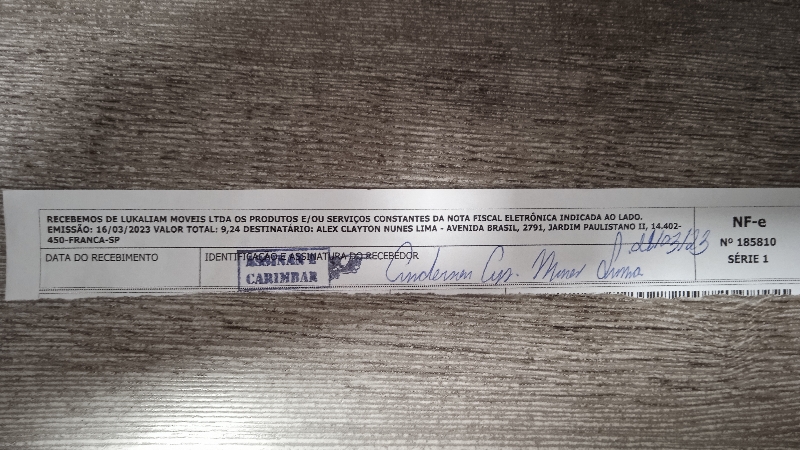 RECEBEMOS DE LUKALIAM MOVEIS LTDA OS PRODUTOS E/OU SERVIÇOS CONSTANTES DA NOTA FISCAL ELETRÔNICA INDICADA AO LADO.
EMISSÃO: 16/03/2023 VALOR TOTAL: 9,24 DESTINATÁRIO: ALEX CLAYTON NUNES LIMA - AVENIDA BRASIL, 2791, JARDIM PAULISTANO II, 14.402-
450-FRANCA-SP
DATA DO RECEBIMENTO
IDENTIFICAÇÃO E ASSINATURA DO RECEBEDOR
ASSINAR E
CARIMBAR
Lima
NF-e
Nº 185810
SÉRIE 1